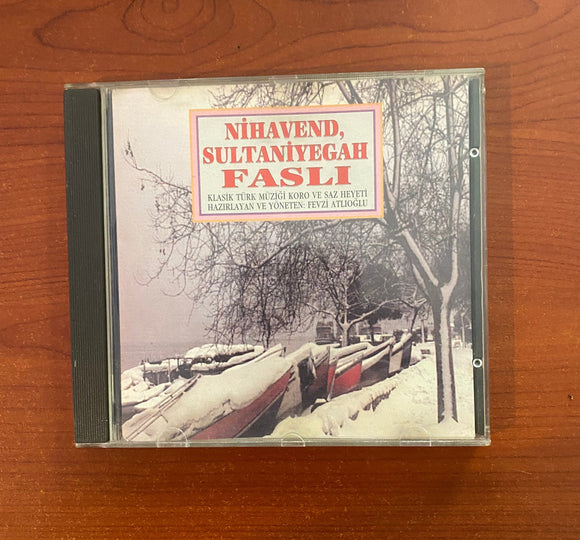 NİHAVEND,
SULTANİYEGAH
FASLI
KLASİK TÜRK MÜZİĞİ KORO VE SAZ HEYETİ
HAZIRLAYAN VE YÖNETEN: FEVZİ ATLIOĞLU